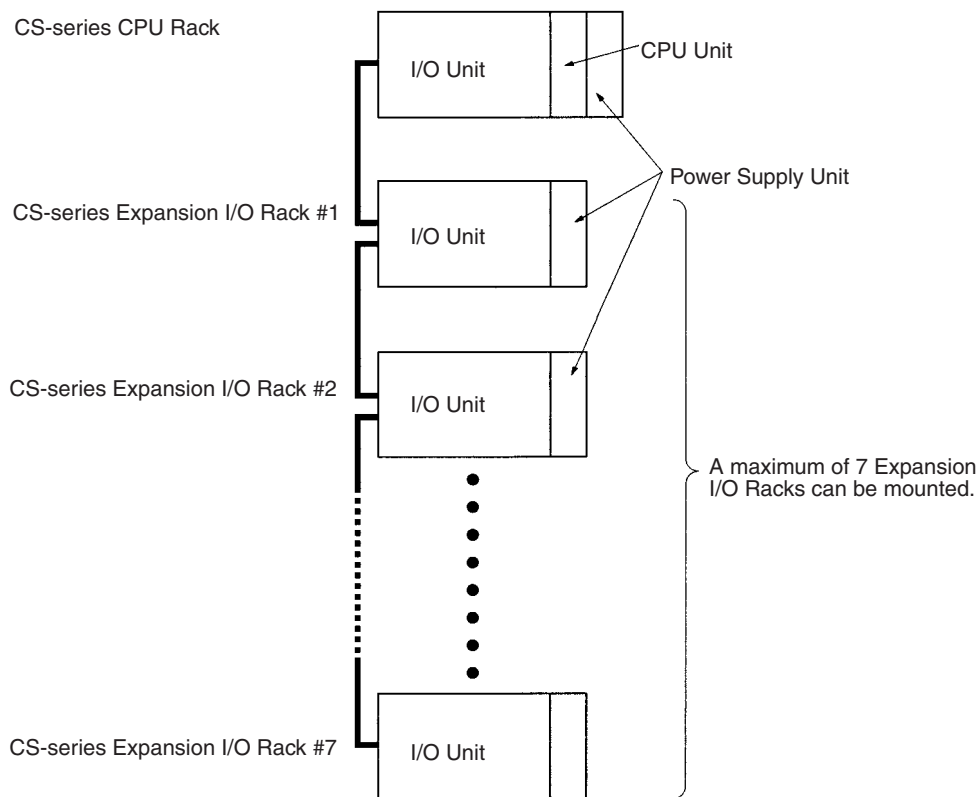 CS-series CPU Rack
I/O Unit
CPU Unit
Power Supply Unit
CS-series Expansion I/O Rack #1
I/O Unit
CS-series Expansion I/O Rack #2
I/O Unit
A maximum of 7 Expansion
I/O Racks can be mounted.
CS-series Expansion I/O Rack #7
I/O Unit